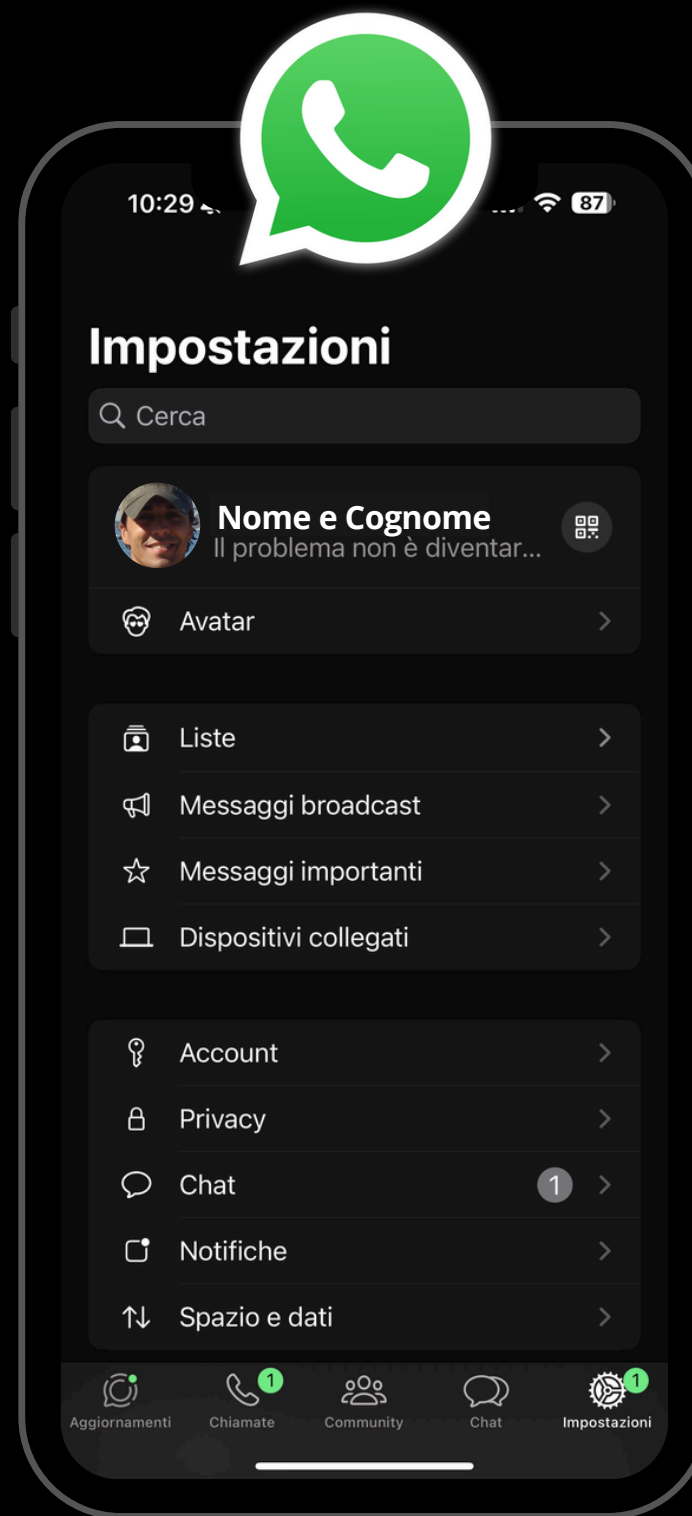 10:29
87
Impostazioni
Cerca
Nome e Cognome
Il problema non è diventar...
Avatar
Liste
Messaggi broadcast
Messaggi importanti
Dispositivi collegati
Account
Privacy
Chat 1
Notifiche
Spazio e dati
1 1
Aggiornamenti Chiamate Community Chat Impostazioni